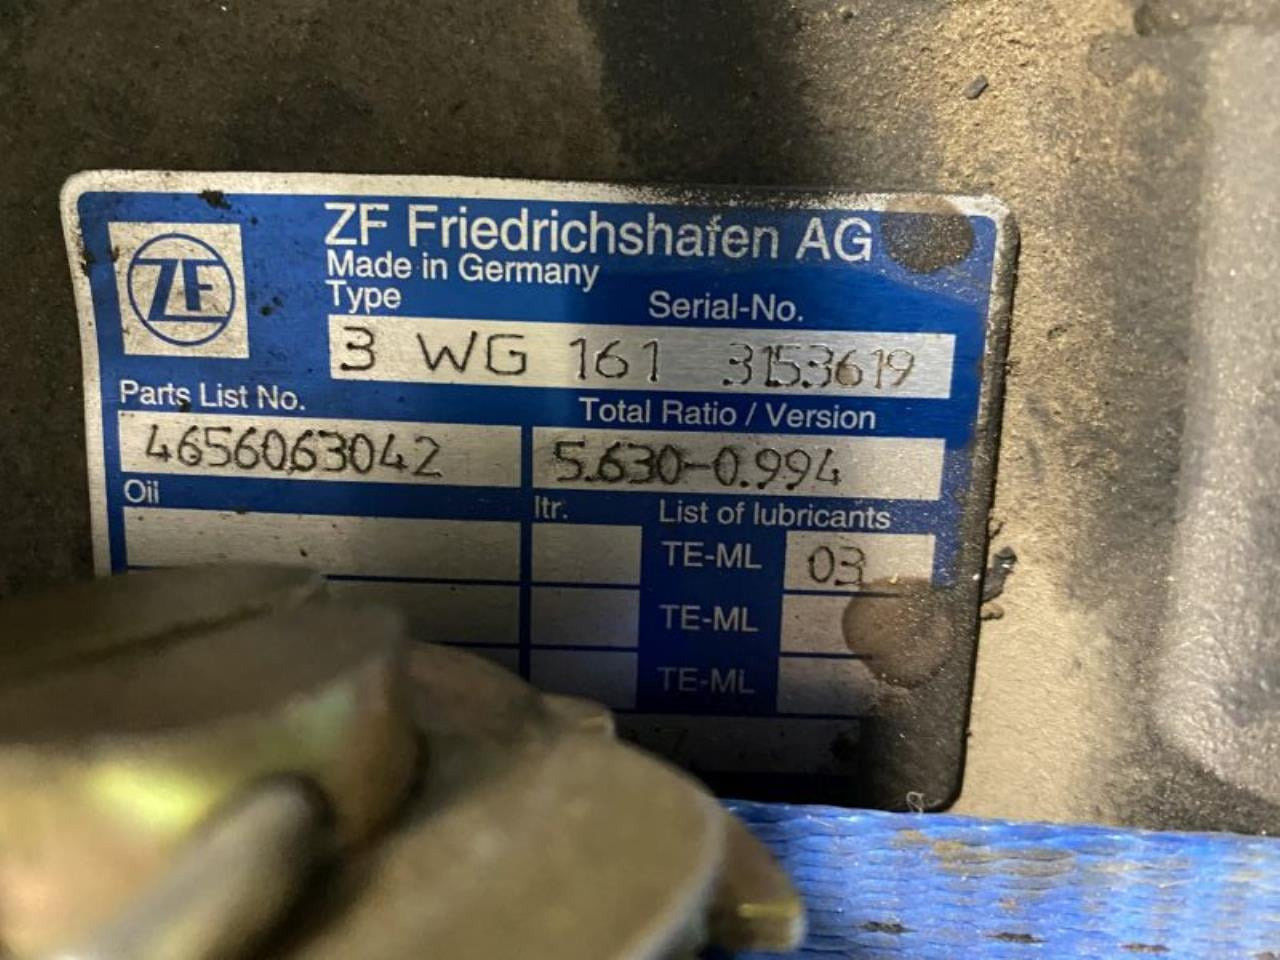 ZF
ZF Friedrichshafen AG
Made in Germany
Type Serial-No.
3 WG 161 3153619
Parts List No. Total Ratio / Version
4656063042 5.630-0.994
Oil ltr. List of lubricants
TE-ML 03
TE-ML
TE-ML